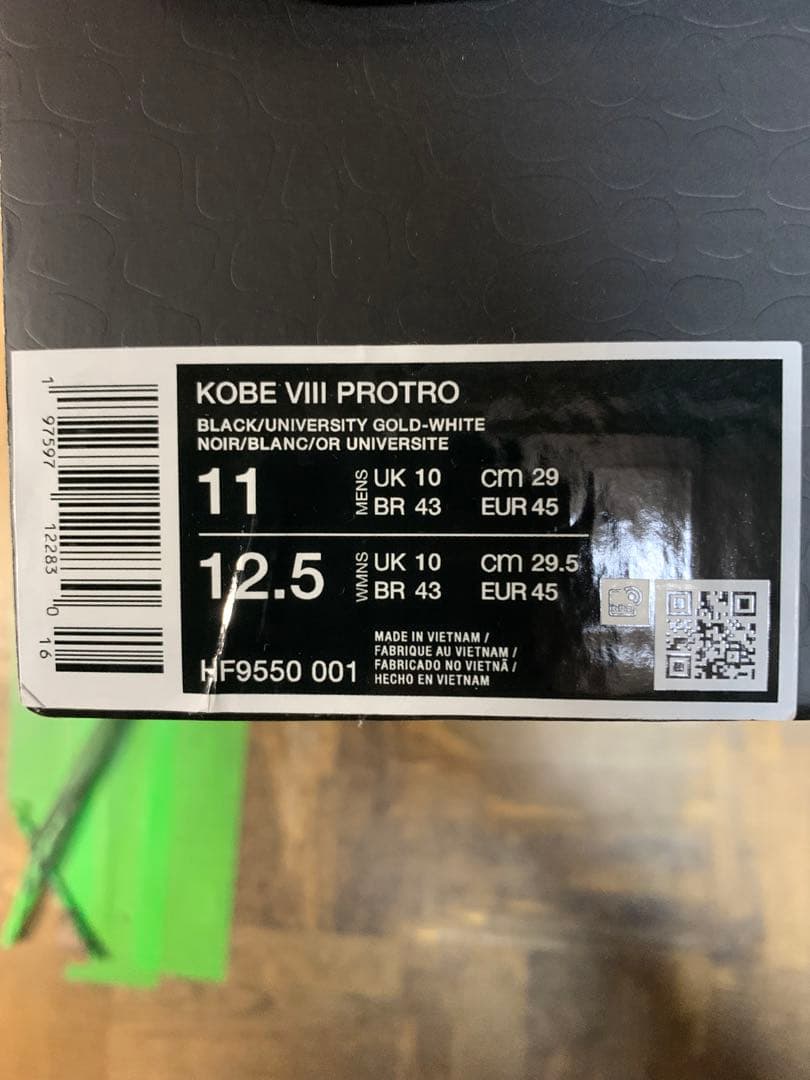 KOBE VIII PROTRO
BLACK/UNIVERSITY GOLD-WHITE
NOIR/BLANC/OR UNIVERSITE
11 MENS UK 10 cm 29
BR 43 EUR 45
12.5 WMNS UK 10 cm 29.5
BR 43 EUR 45
HF9550 001
MADE IN VIETNAM /
FABRIQUE AU VIETNAM /
FABRICADO NO VIETNÃ /
HECHO EN VIETNAM
1 97597 12283 0 16